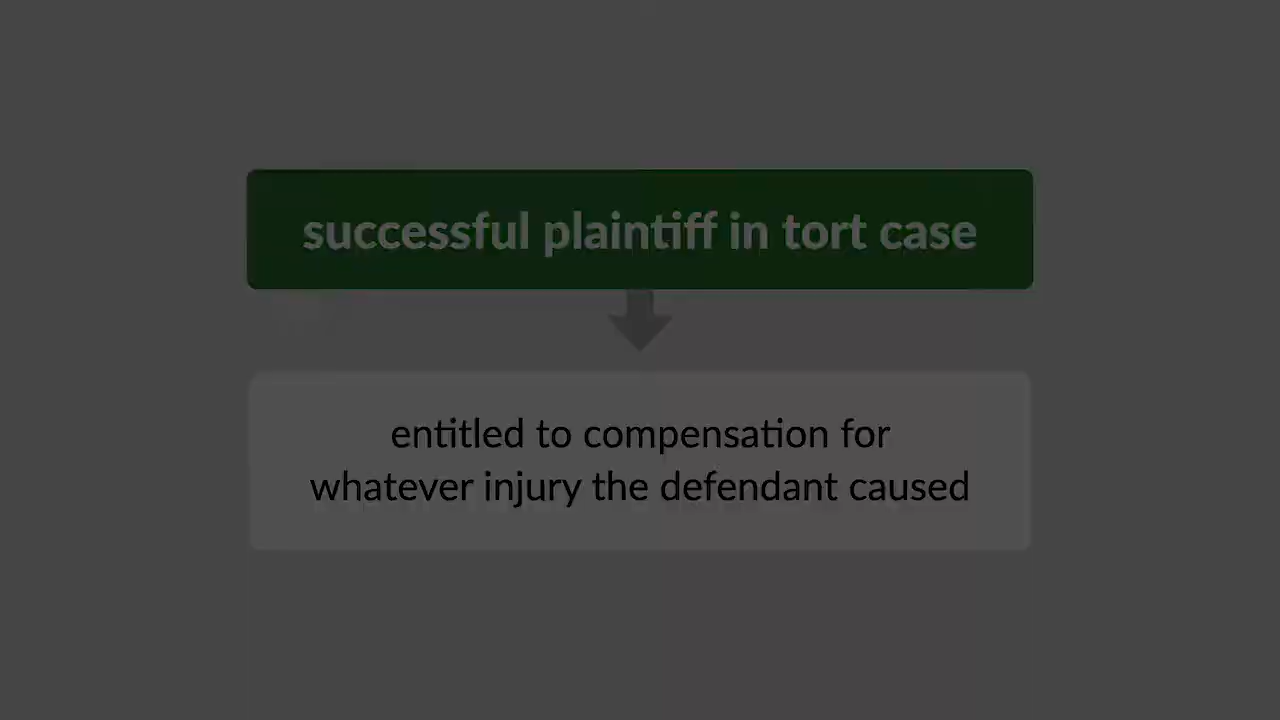 successful plaintiff in tort case
entitled to compensation for
whatever injury the defendant caused